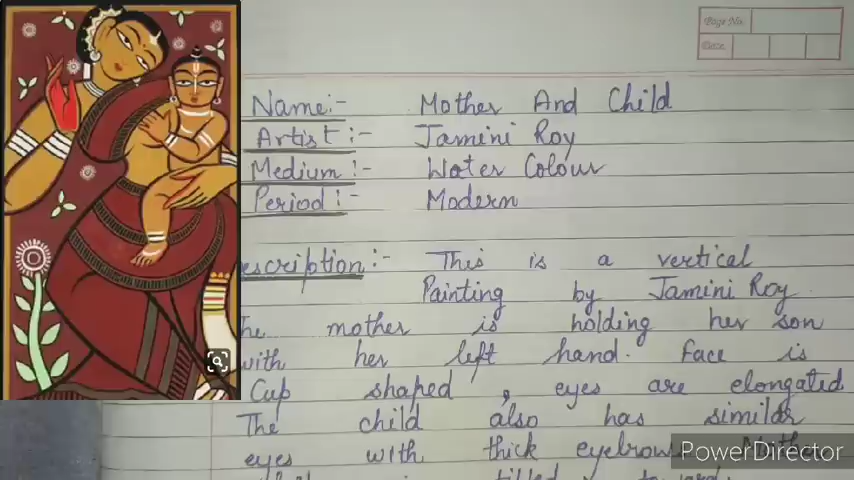 Page No.
Date
Name:- Mother And Child
Artist:- Jamini Roy
Medium:- Water Colour
Period:- Modern
escription:- This is a vertical
Painting by Jamini Roy.
he mother is holding her son
with her left hand. Face is
Cup shaped, eyes are elongated
The child also has similar
eyes with thick eyebrows
PowerDirector